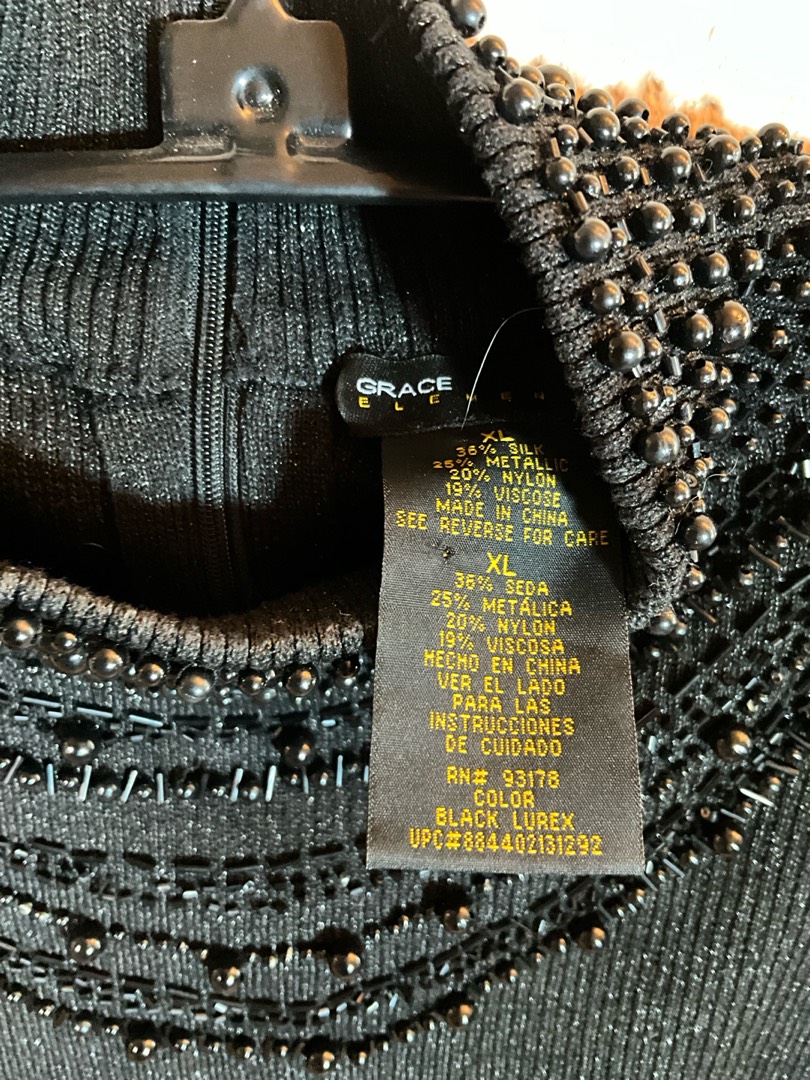 GRACE
XL
36% SILK
25% METALLIC
20% NYLON
19% VISCOSE
MADE IN CHINA
SEE REVERSE FOR CARE
XL
36% SEDA
25% METÁLICA
20% NYLON
19% VISCOSA
HECHO EN CHINA
VER EL LADO
PARA LAS
INSTRUCCIONES
DE CUIDADO
RN# 93178
COLOR
BLACK LUREX
UPC#884402131292